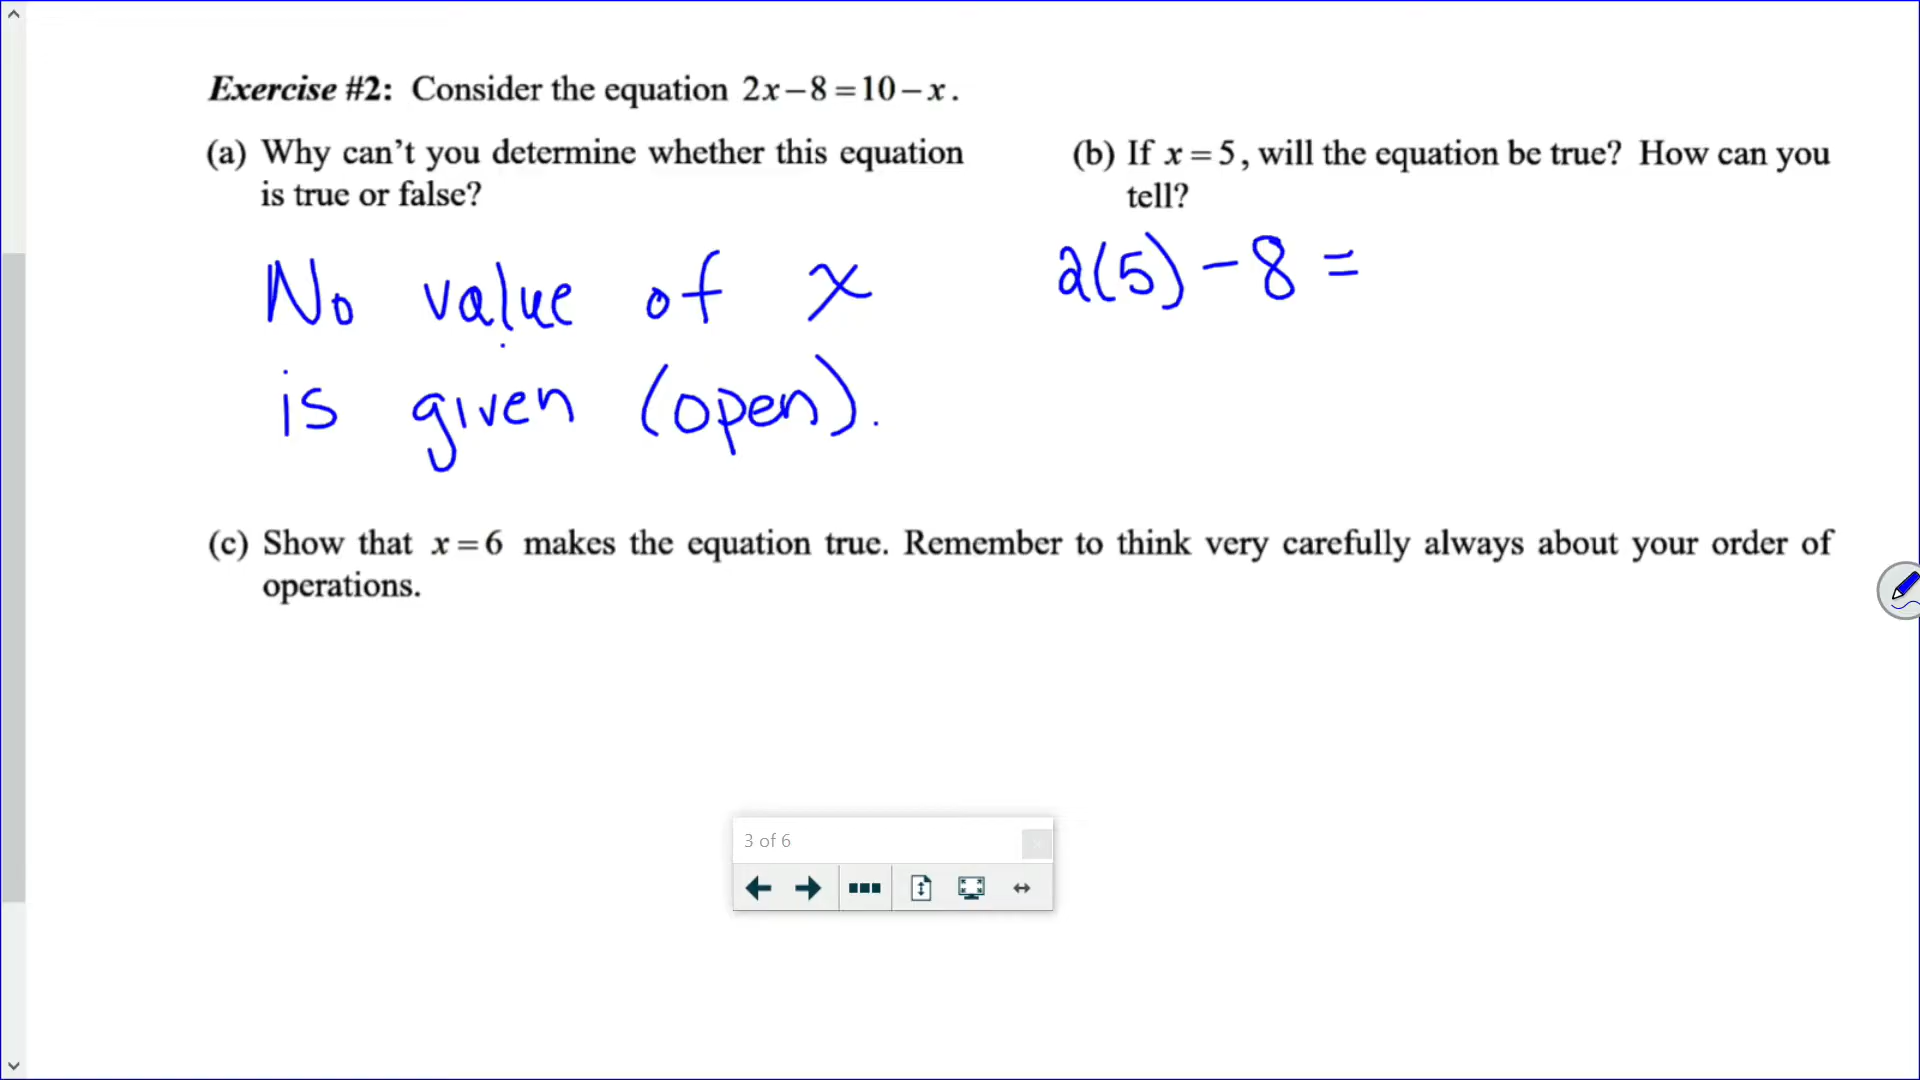 Exercise #2: Consider the equation 2x−8=10−x.
(a) Why can't you determine whether this equation
is true or false?
No value of x
is given (open).
(b) If x=5, will the equation be true? How can you
tell?
2(5) − 8 =
(c) Show that x=6 makes the equation true. Remember to think very carefully always about your order of
operations.
3 of 6